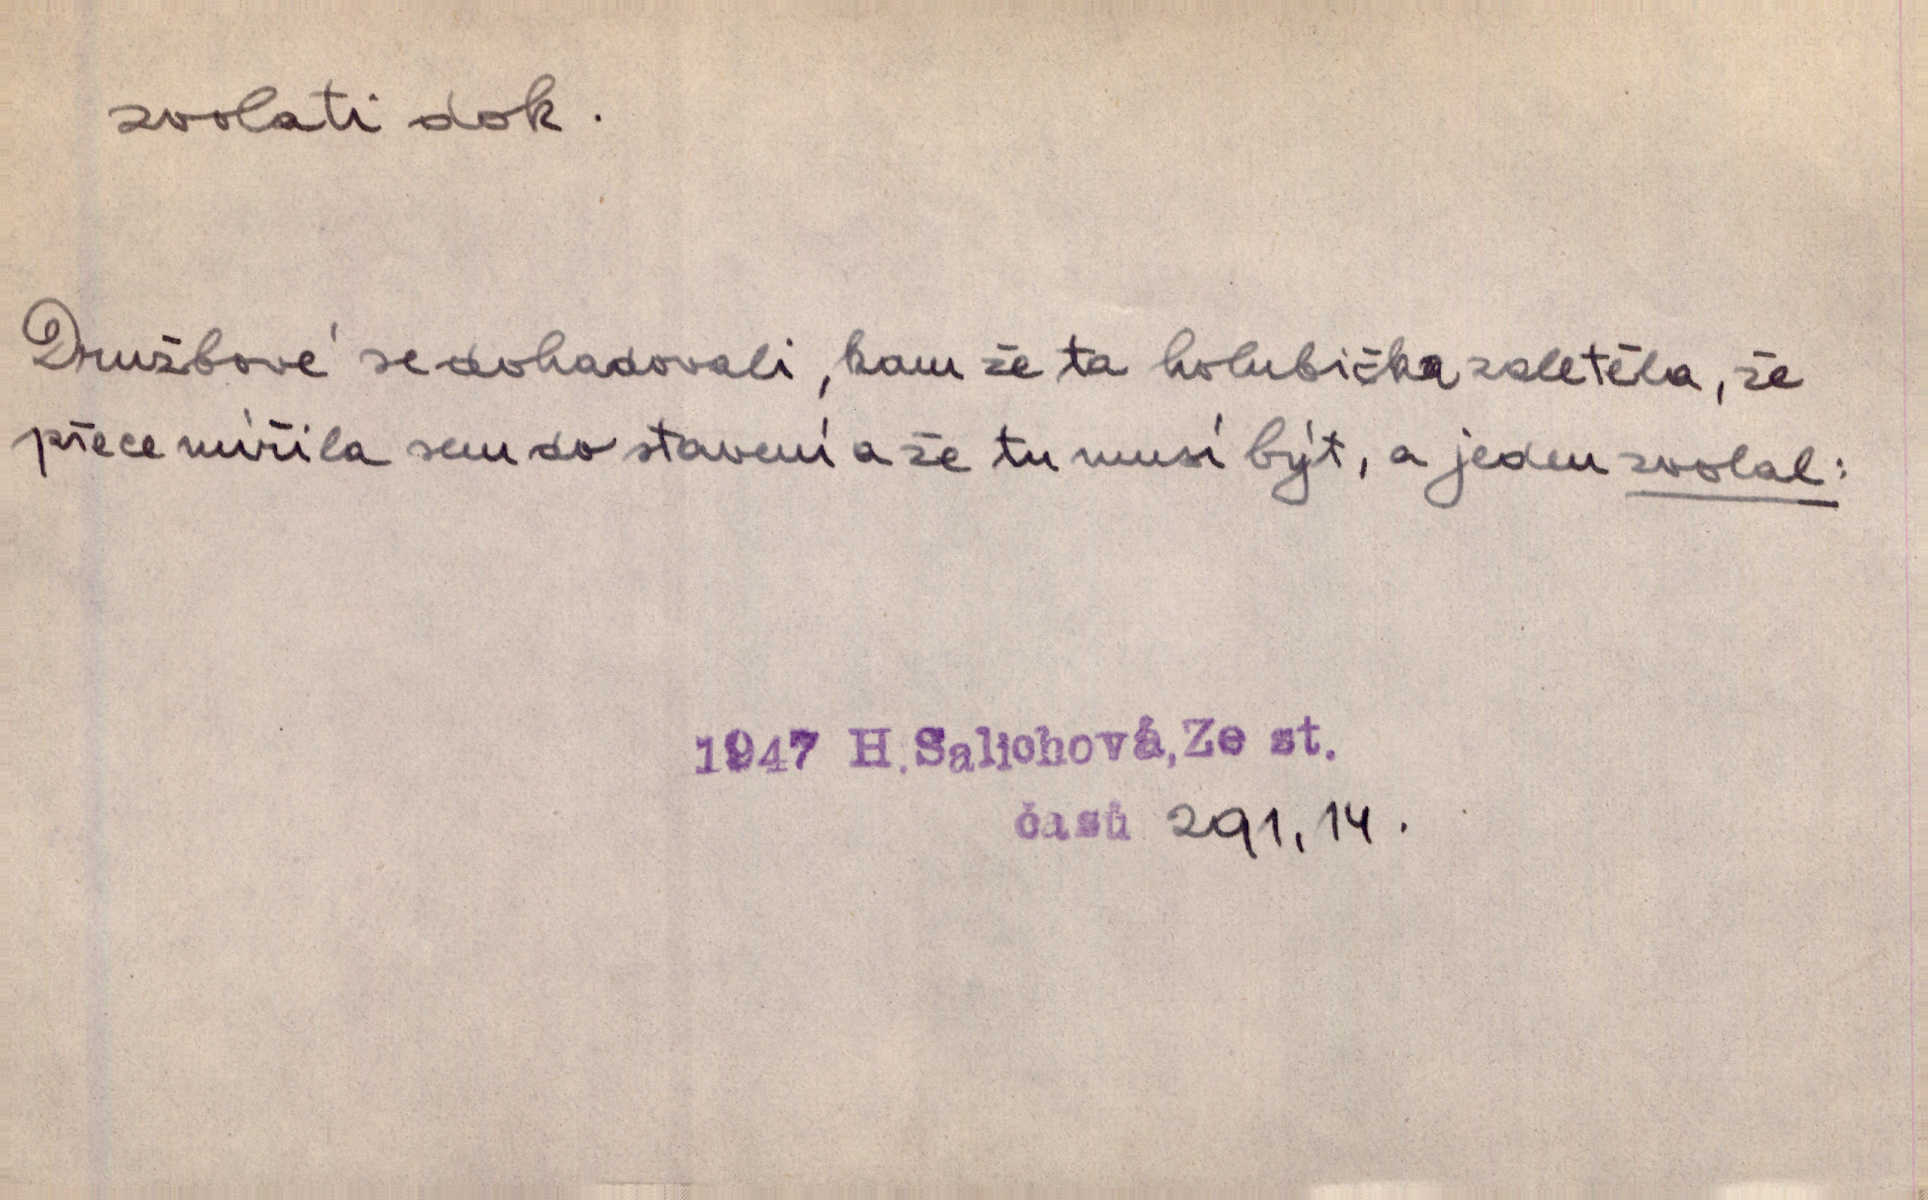 zvolati dok.
Družbové se dohadovali, kam že ta holubička zaletěla, že
přece mířila sem do stavení a že tu musí být, a jeden zvolal:
1947 H.Salichová,Ze st.
časů 291,14.